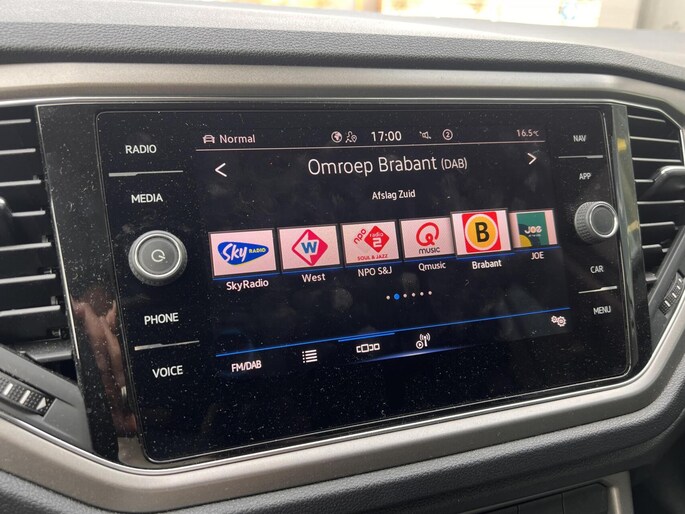 RADIO
MEDIA
PHONE
VOICE
Normal
17:00
2
16.5°C
< Omroep Brabant (DAB) >
Afslag Zuid
Sky RADIO
W
npo radio 2
SOUL & JAZZ
Q
music
B
JOE
SkyRadio
West
NPO S&J
Qmusic
Brabant
JOE
FM/DAB
NAV
APP
CAR
MENU